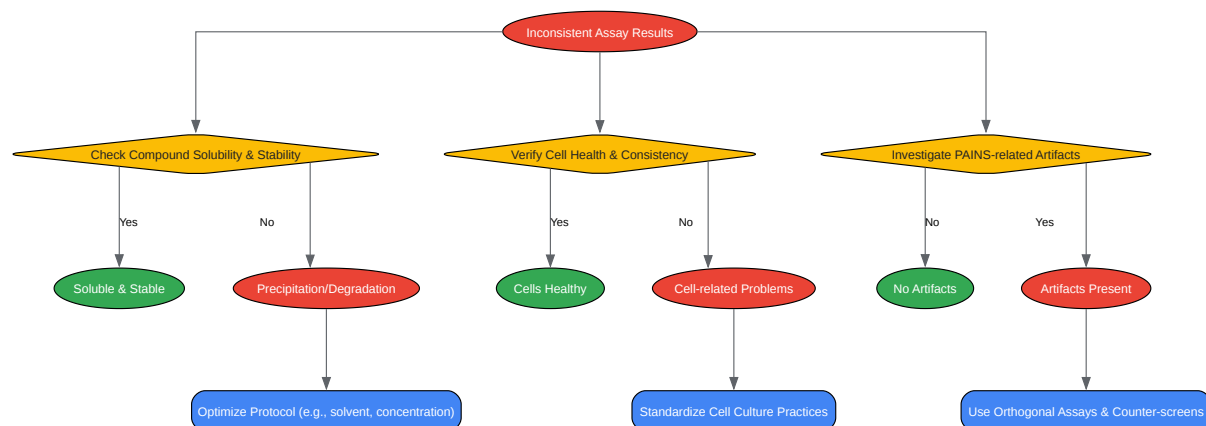 Inconsistent Assay Results
Check Compound Solubility & Stability
Verify Cell Health & Consistency
Investigate PAINS-related Artifacts
Yes
No
Yes
No
No
Yes
Soluble & Stable
Precipitation/Degradation
Cells Healthy
Cell-related Problems
No Artifacts
Artifacts Present
Optimize Protocol (e.g., solvent, concentration)
Standardize Cell Culture Practices
Use Orthogonal Assays & Counter-screens